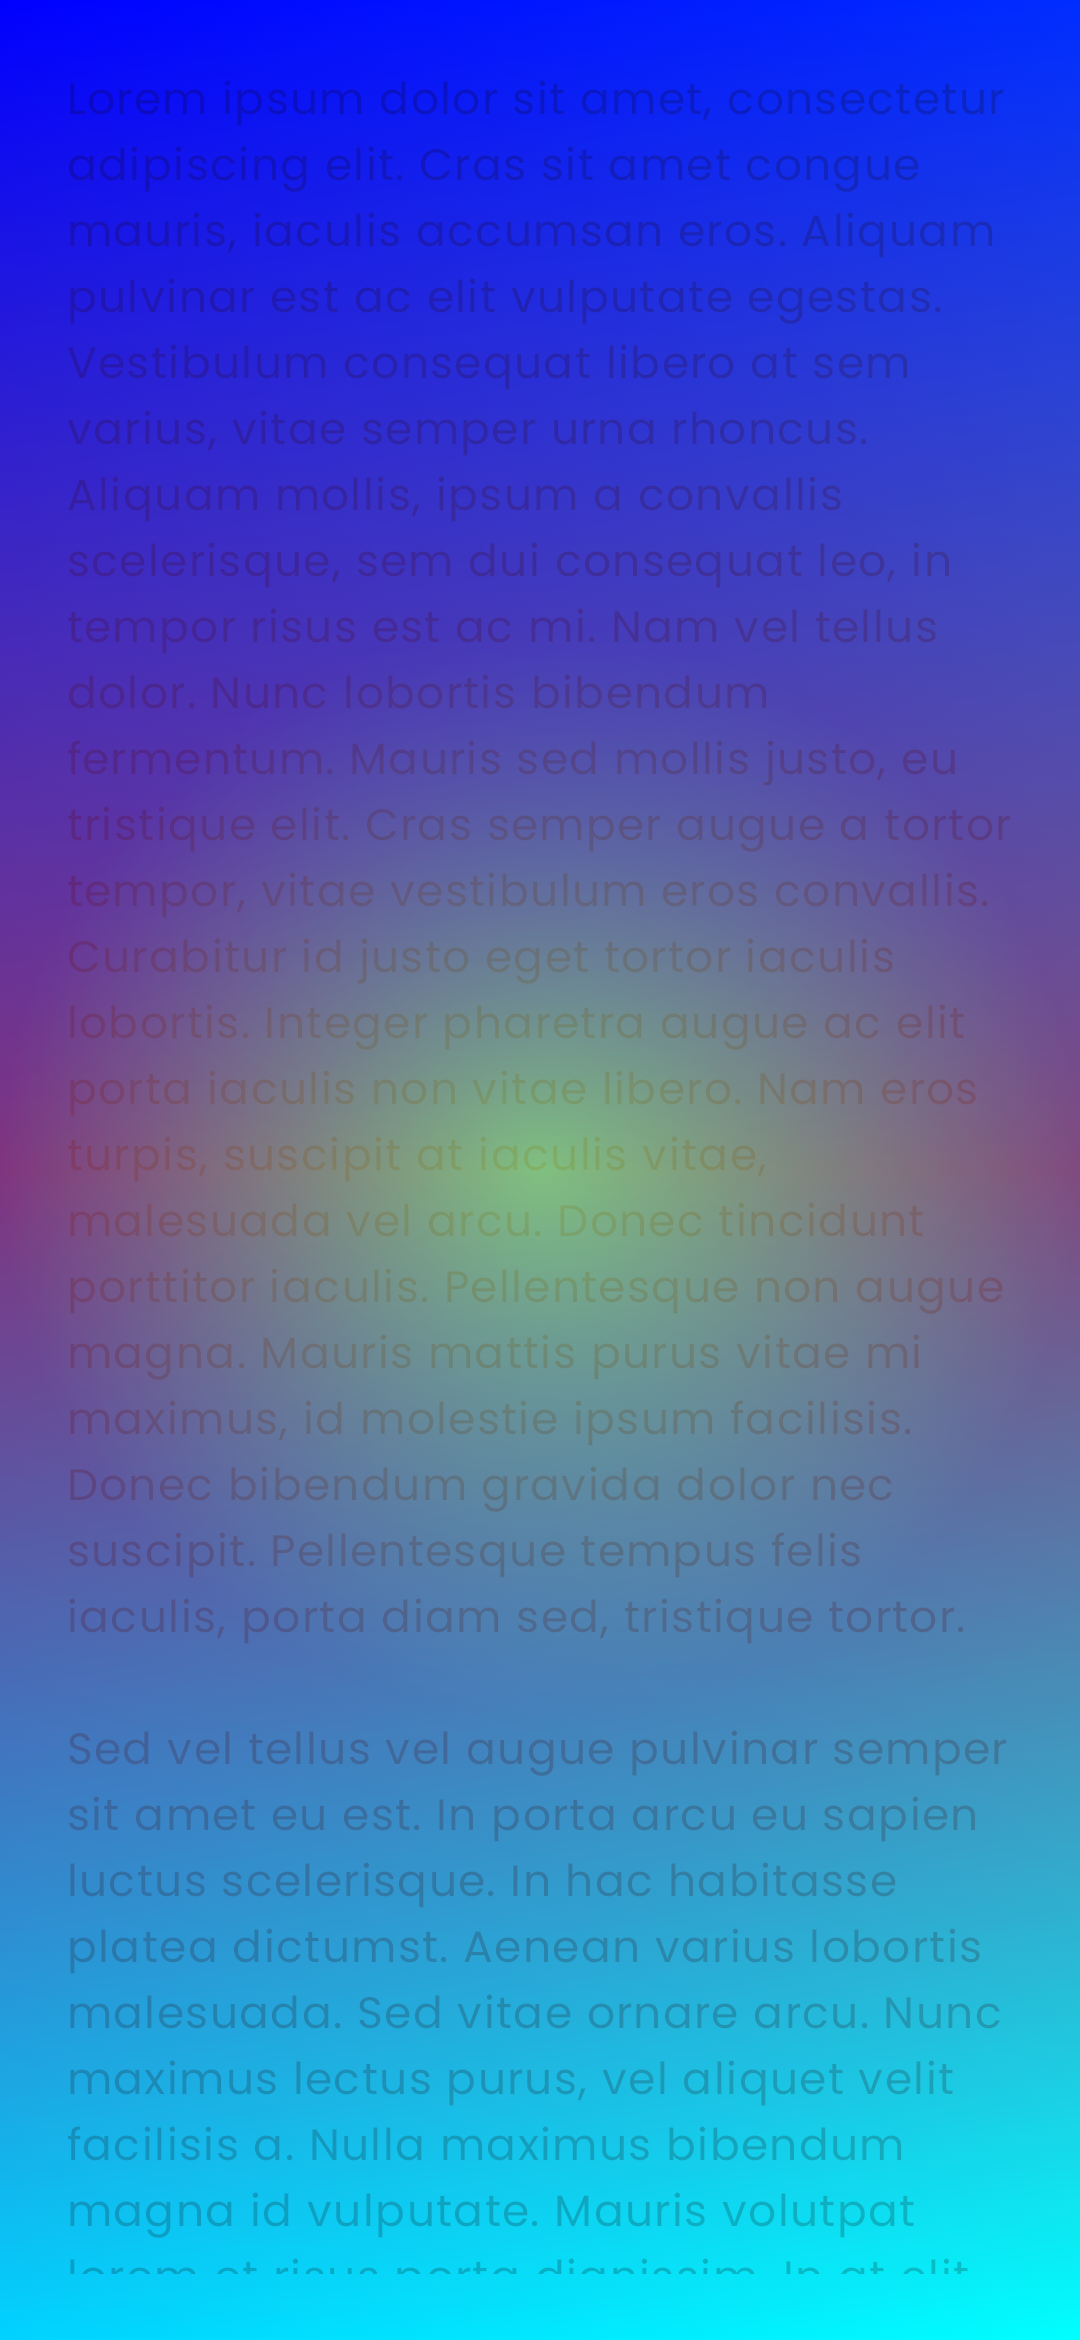 Lorem ipsum dolor sit amet, consectetur
adipiscing elit. Cras sit amet congue
mauris, iaculis accumsan eros. Aliquam
pulvinar est ac elit vulputate egestas.
Vestibulum consequat libero at sem
varius, vitae semper urna rhoncus.
Aliquam mollis, ipsum a convallis
scelerisque, sem dui consequat leo, in
tempor risus est ac mi. Nam vel tellus
dolor. Nunc lobortis bibendum
fermentum. Mauris sed mollis justo, eu
tristique elit. Cras semper augue a tortor
tempor, vitae vestibulum eros convallis.
Curabitur id justo eget tortor iaculis
lobortis. Integer pharetra augue ac elit
porta iaculis non vitae libero. Nam eros
turpis, suscipit at iaculis vitae,
malesuada vel arcu. Donec tincidunt
porttitor iaculis. Pellentesque non augue
magna. Mauris mattis purus vitae mi
maximus, id molestie ipsum facilisis.
Donec bibendum gravida dolor nec
suscipit. Pellentesque tempus felis
iaculis, porta diam sed, tristique tortor.
Sed vel tellus vel augue pulvinar semper
sit amet eu est. In porta arcu eu sapien
luctus scelerisque. In hac habitasse
platea dictumst. Aenean varius lobortis
malesuada. Sed vitae ornare arcu. Nunc
maximus lectus purus, vel aliquet velit
facilisis a. Nulla maximus bibendum
magna id vulputate. Mauris volutpat
lorem et risus porta dignissim. In at elit